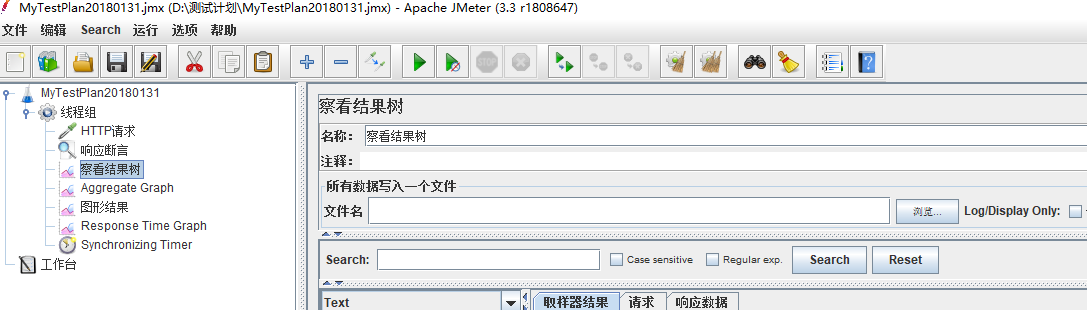 MyTestPlan20180131.jmx (D:\测试计划\MyTestPlan20180131.jmx) - Apache JMeter (3.3 r1808647)
文件 编辑 Search 运行 选项 帮助
STOP
MyTestPlan20180131
线程组
HTTP请求
响应断言
察看结果树
Aggregate Graph
图形结果
Response Time Graph
Synchronizing Timer
工作台
察看结果树
名称: 察看结果树
注释:
所有数据写入一个文件
文件名 浏览... Log/Display Only:
Search: Case sensitive Regular exp. Search Reset
Text 取样器结果 请求 响应数据